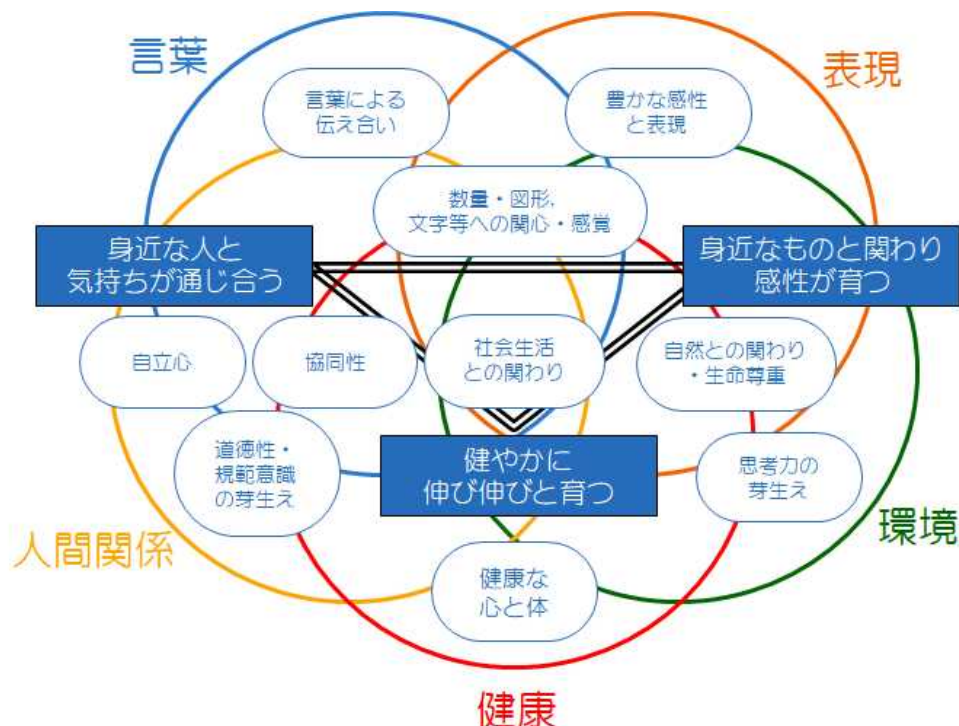 言葉
表現
言葉による
伝え合い
豊かな感性
と表現
数量・図形,
文字等への関心・感覚
身近な人と
気持ちが通じ合う
身近なものと関わり
感性が育つ
自立心
協同性
社会生活
との関わり
自然との関わり
・生命尊重
道徳性・
規範意識
の芽生え
健やかに
伸び伸びと育つ
思考力の
芽生え
人間関係
環境
健康な
心と体
健康